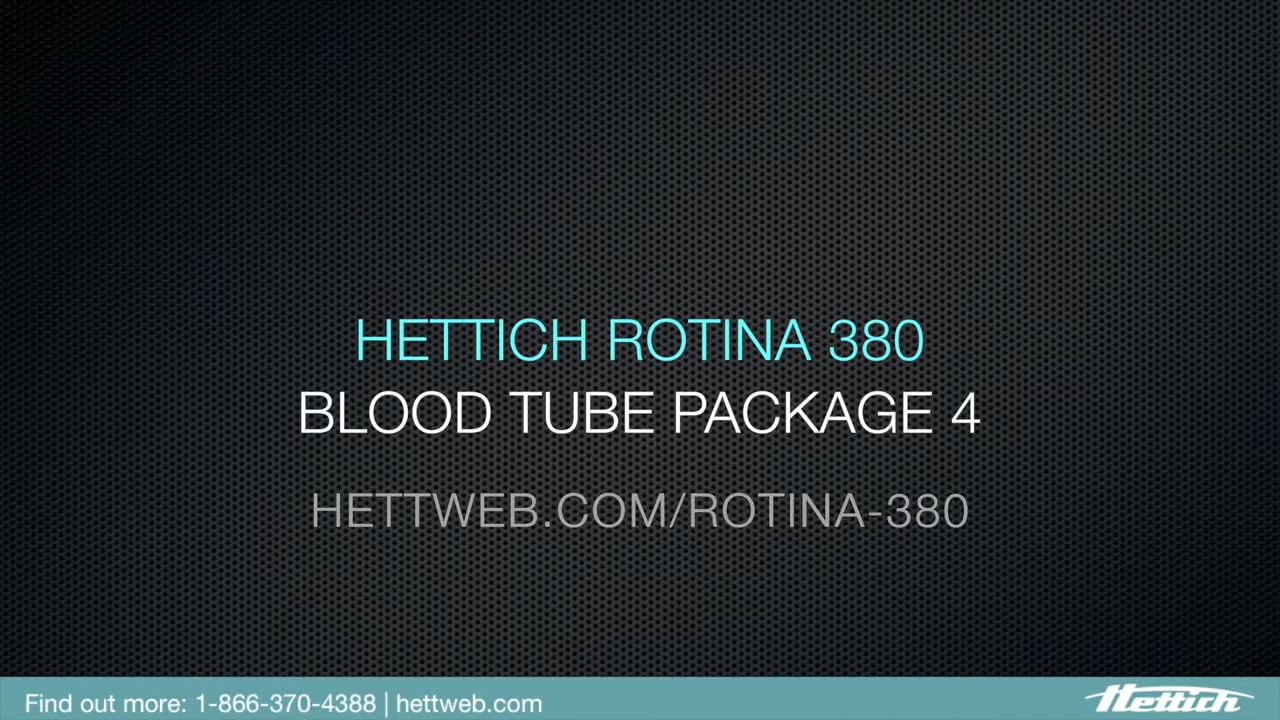 HETTICH ROTINA 380
BLOOD TUBE PACKAGE 4
HETTWEB.COM/ROTINA-380
Find out more: 1-866-370-4388 | hettweb.com
Hettich